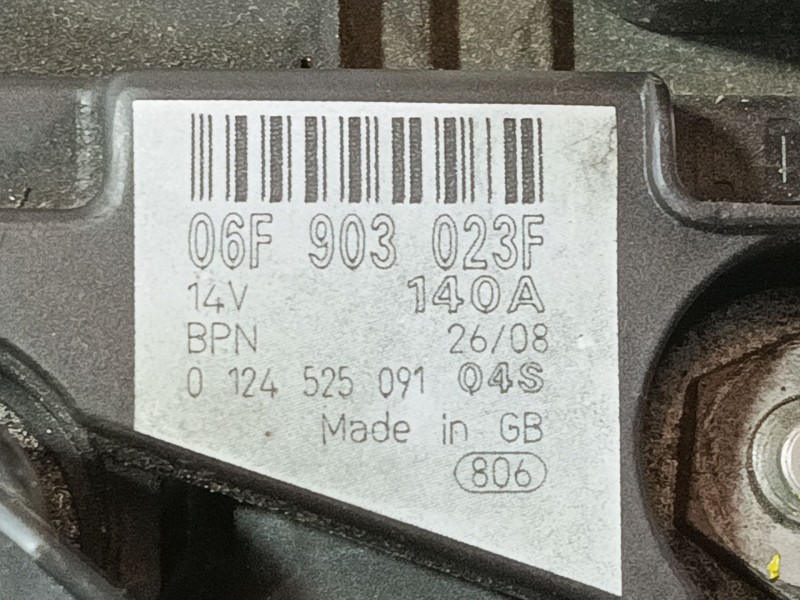 06F 903 023F
14V 140A
BPN 26/08
0 124 525 091 04S
Made in GB
806